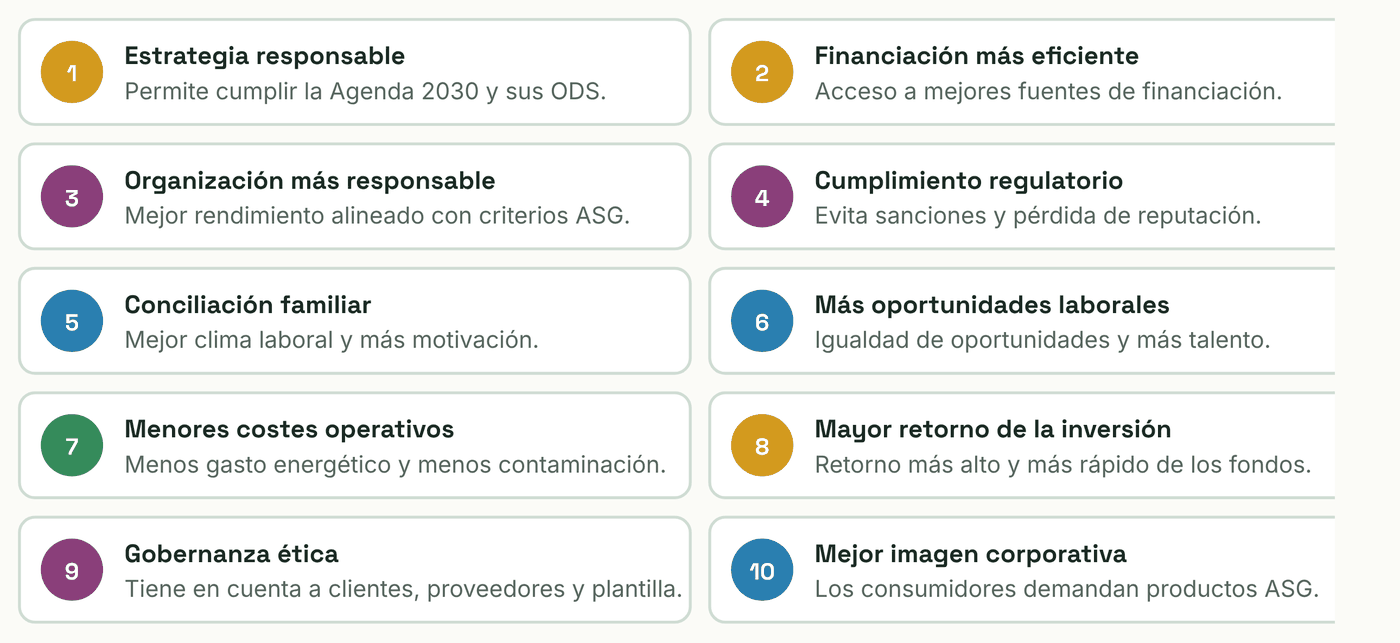 1
Estrategia responsable
Permite cumplir la Agenda 2030 y sus ODS.
2
Financiación más eficiente
Acceso a mejores fuentes de financiación.
3
Organización más responsable
Mejor rendimiento alineado con criterios ASG.
4
Cumplimiento regulatorio
Evita sanciones y pérdida de reputación.
5
Conciliación familiar
Mejor clima laboral y más motivación.
6
Más oportunidades laborales
Igualdad de oportunidades y más talento.
7
Menores costes operativos
Menos gasto energético y menos contaminación.
8
Mayor retorno de la inversión
Retorno más alto y más rápido de los fondos.
9
Gobernanza ética
Tiene en cuenta a clientes, proveedores y plantilla.
10
Mejor imagen corporativa
Los consumidores demandan productos ASG.